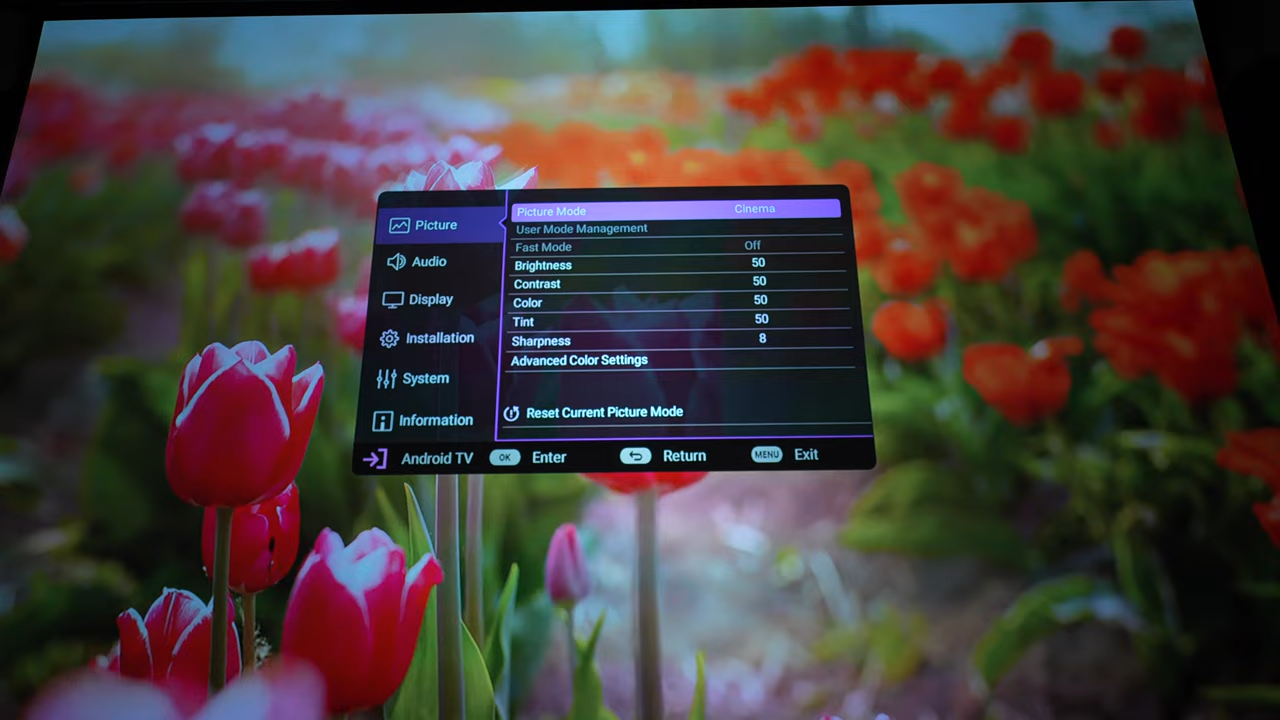 Picture
Audio
Display
Installation
System
Information
Picture Mode Cinema
User Mode Management
Fast Mode Off
Brightness 50
Contrast 50
Color 50
Tint 50
Sharpness 8
Advanced Color Settings
Reset Current Picture Mode
Android TV OK Enter Return MENU Exit